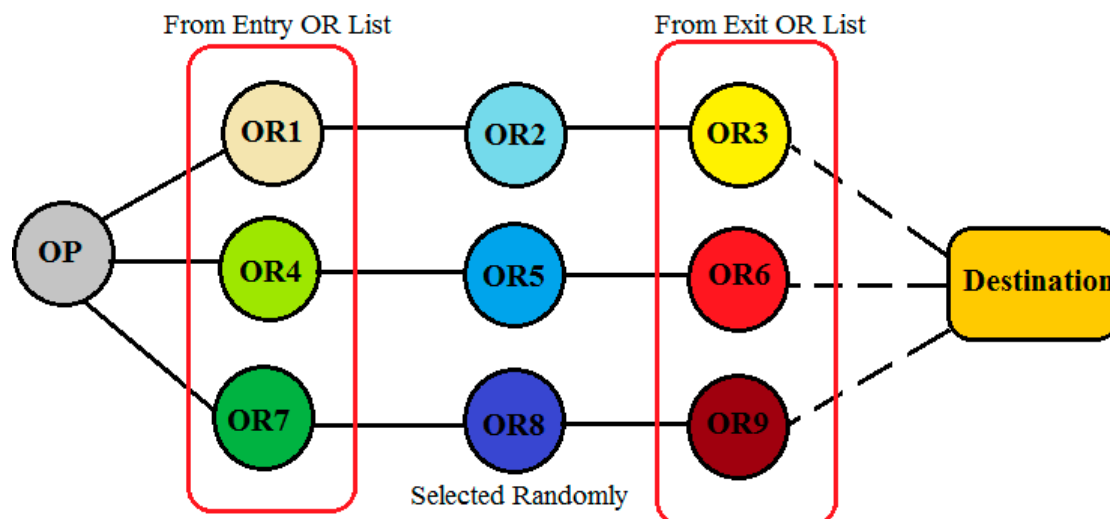 From Entry OR List
From Exit OR List
OR1
OR2
OR3
OP
OR4
OR5
OR6
Destination
OR7
OR8
OR9
Selected Randomly